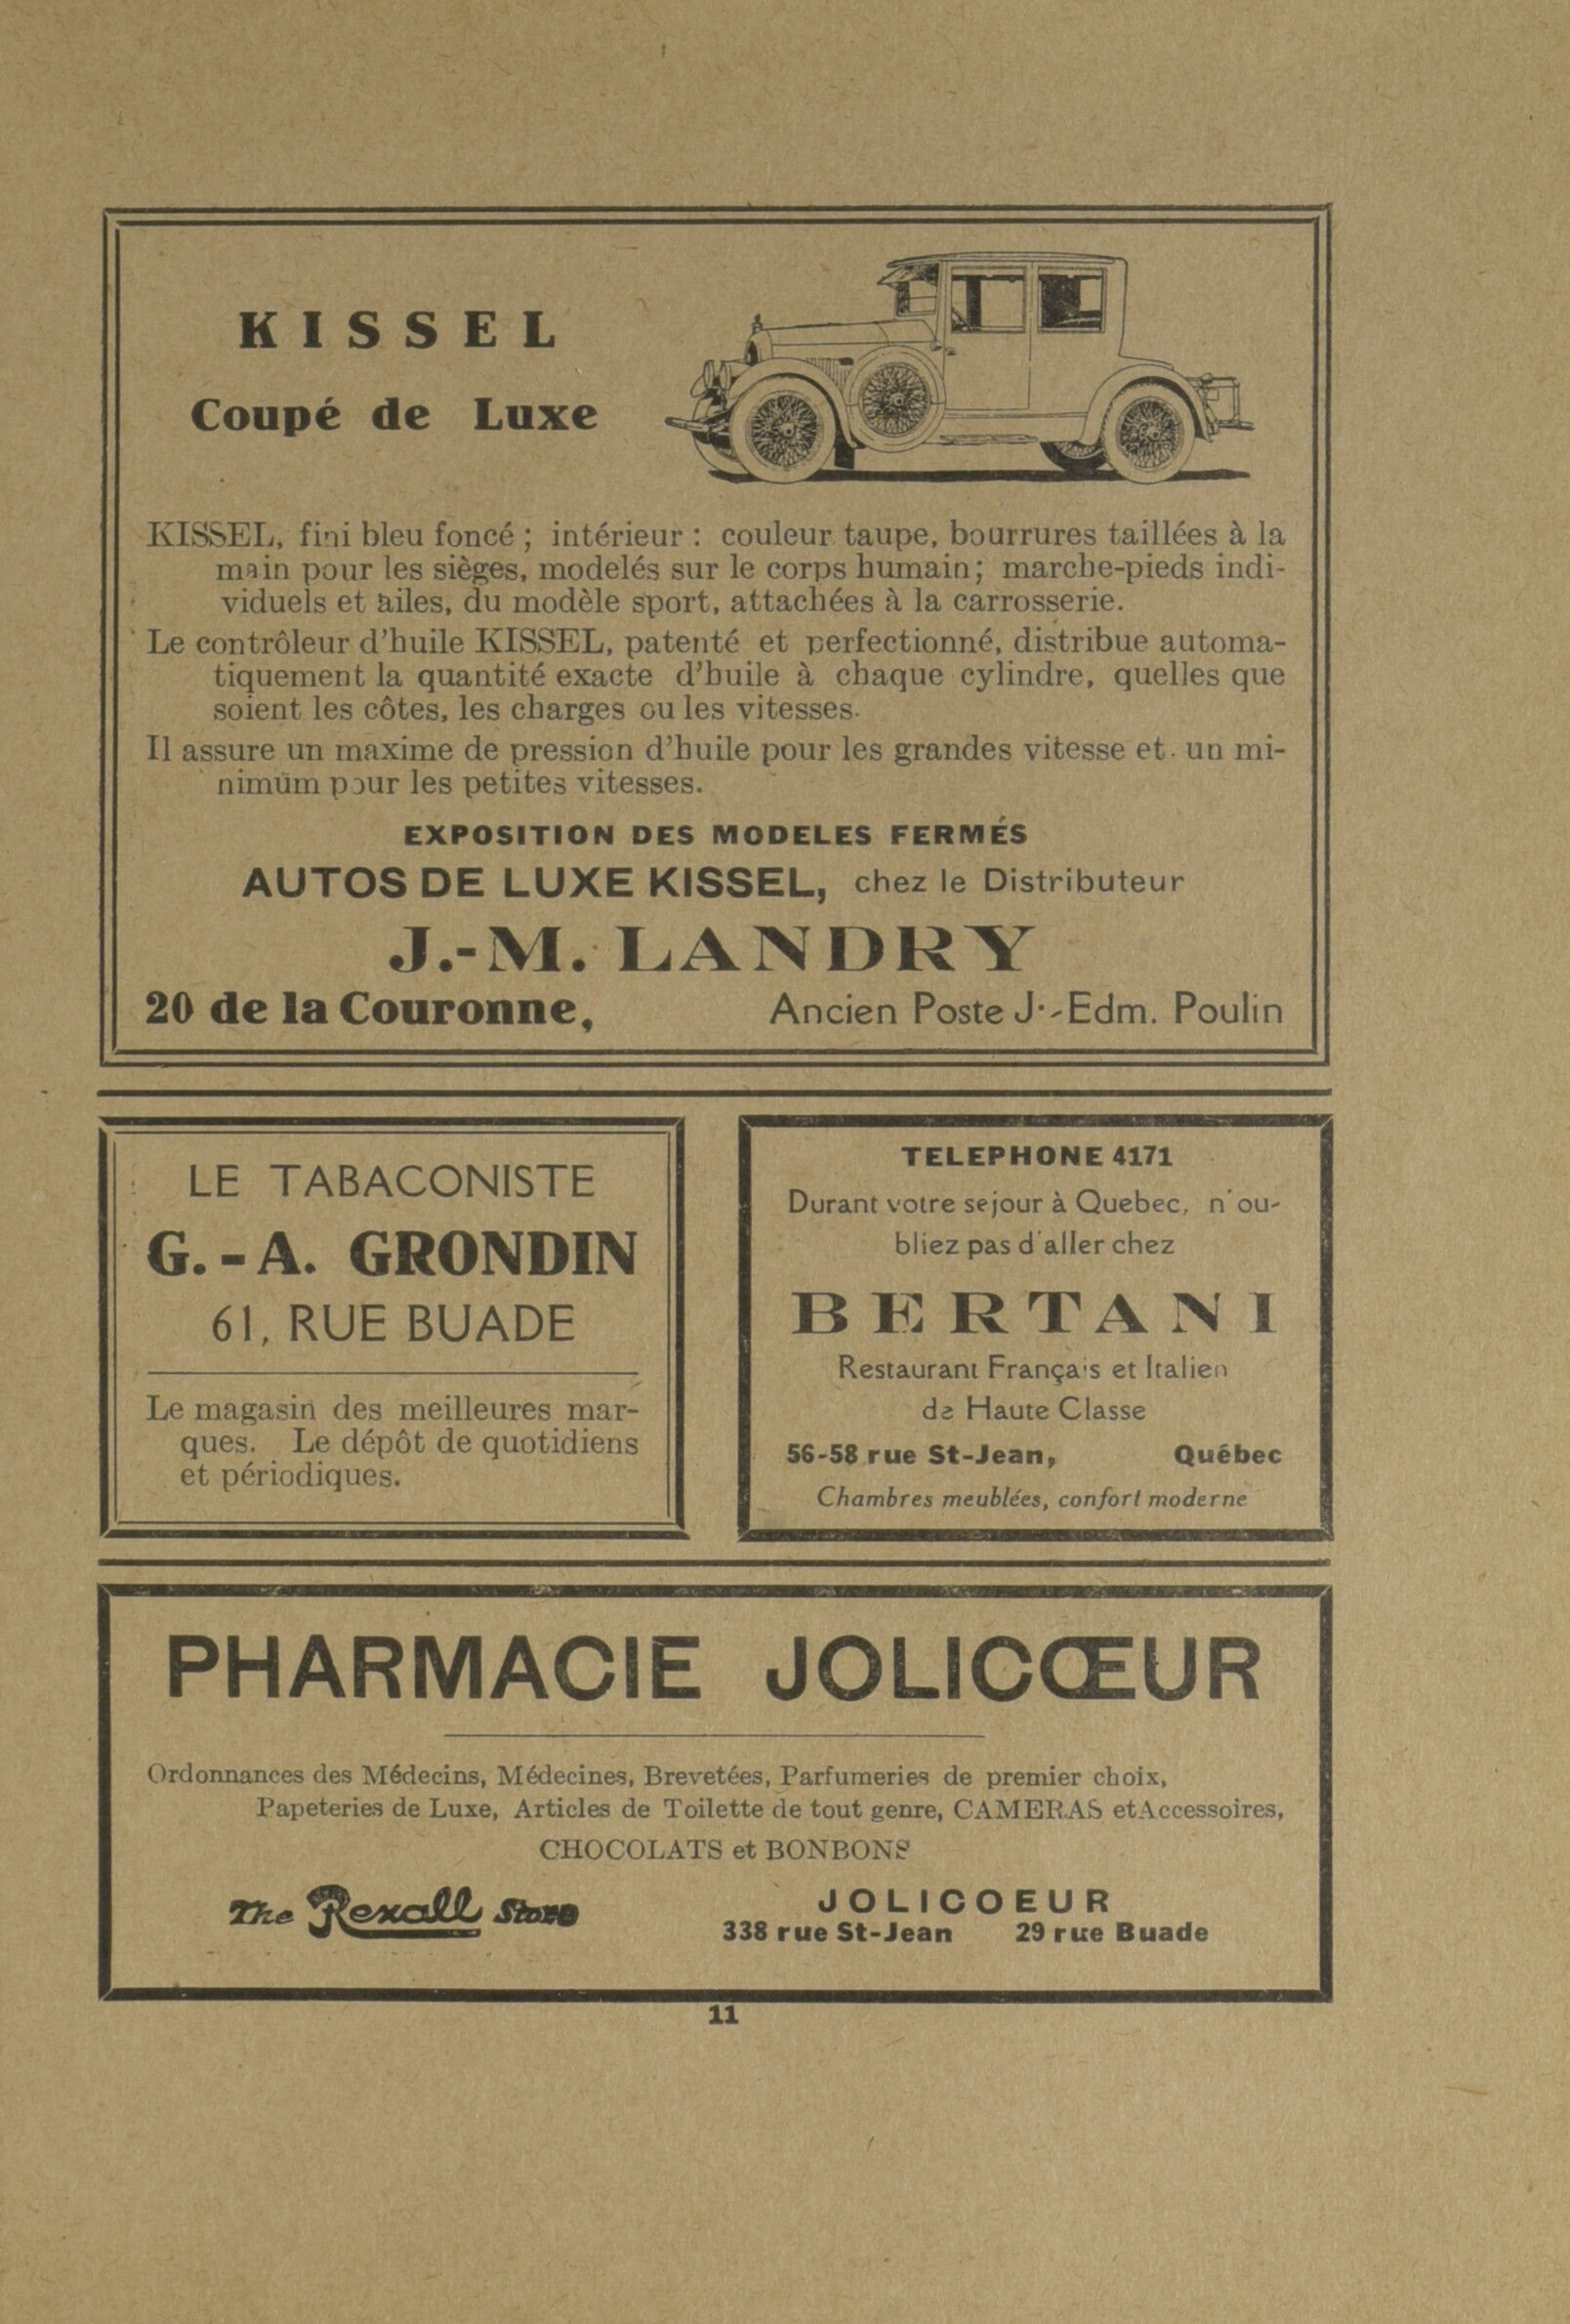 KISSEL
Coupé de Luxe
KISSEL, fini bleu foncé ; intérieur : couleur taupe, bourrures taillées à la
main pour les sièges, modelés sur le corps humain; marche-pieds indi-
viduels et ailes, du modèle sport, attachées à la carrosserie.
Le contrôleur d'huile KISSEL, patenté et perfectionné, distribue automa-
tiquement la quantité exacte d'huile à chaque cylindre, quelles que
soient les côtes, les charges ou les vitesses.
Il assure un maxime de pression d'huile pour les grandes vitesse et un mi-
nimum pour les petites vitesses.
EXPOSITION DES MODELES FERMÉS
AUTOS DE LUXE KISSEL, chez le Distributeur
J.-M. LANDRY
20 de la Couronne, Ancien Poste J.-Edm. Poulin
LE TABACONISTE
G.-A. GRONDIN
61, RUE BUADE
Le magasin des meilleures mar-
ques. Le dépôt de quotidiens
et périodiques.
TELEPHONE 4171
Durant votre sejour à Quebec, n'ou-
bliez pas d'aller chez
BERTANI
Restaurant Français et Italien
de Haute Classe
56-58 rue St-Jean, Québec
Chambres meublées, confort moderne
PHARMACIE JOLICŒUR
Ordonnances des Médecins, Médecines, Brevetées, Parfumeries de premier choix,
Papeteries de Luxe, Articles de Toilette de tout genre, CAMERAS et Accessoires,
CHOCOLATS et BONBONS
The Rexall Store
JOLICOEUR
338 rue St-Jean 29 rue Buade
11